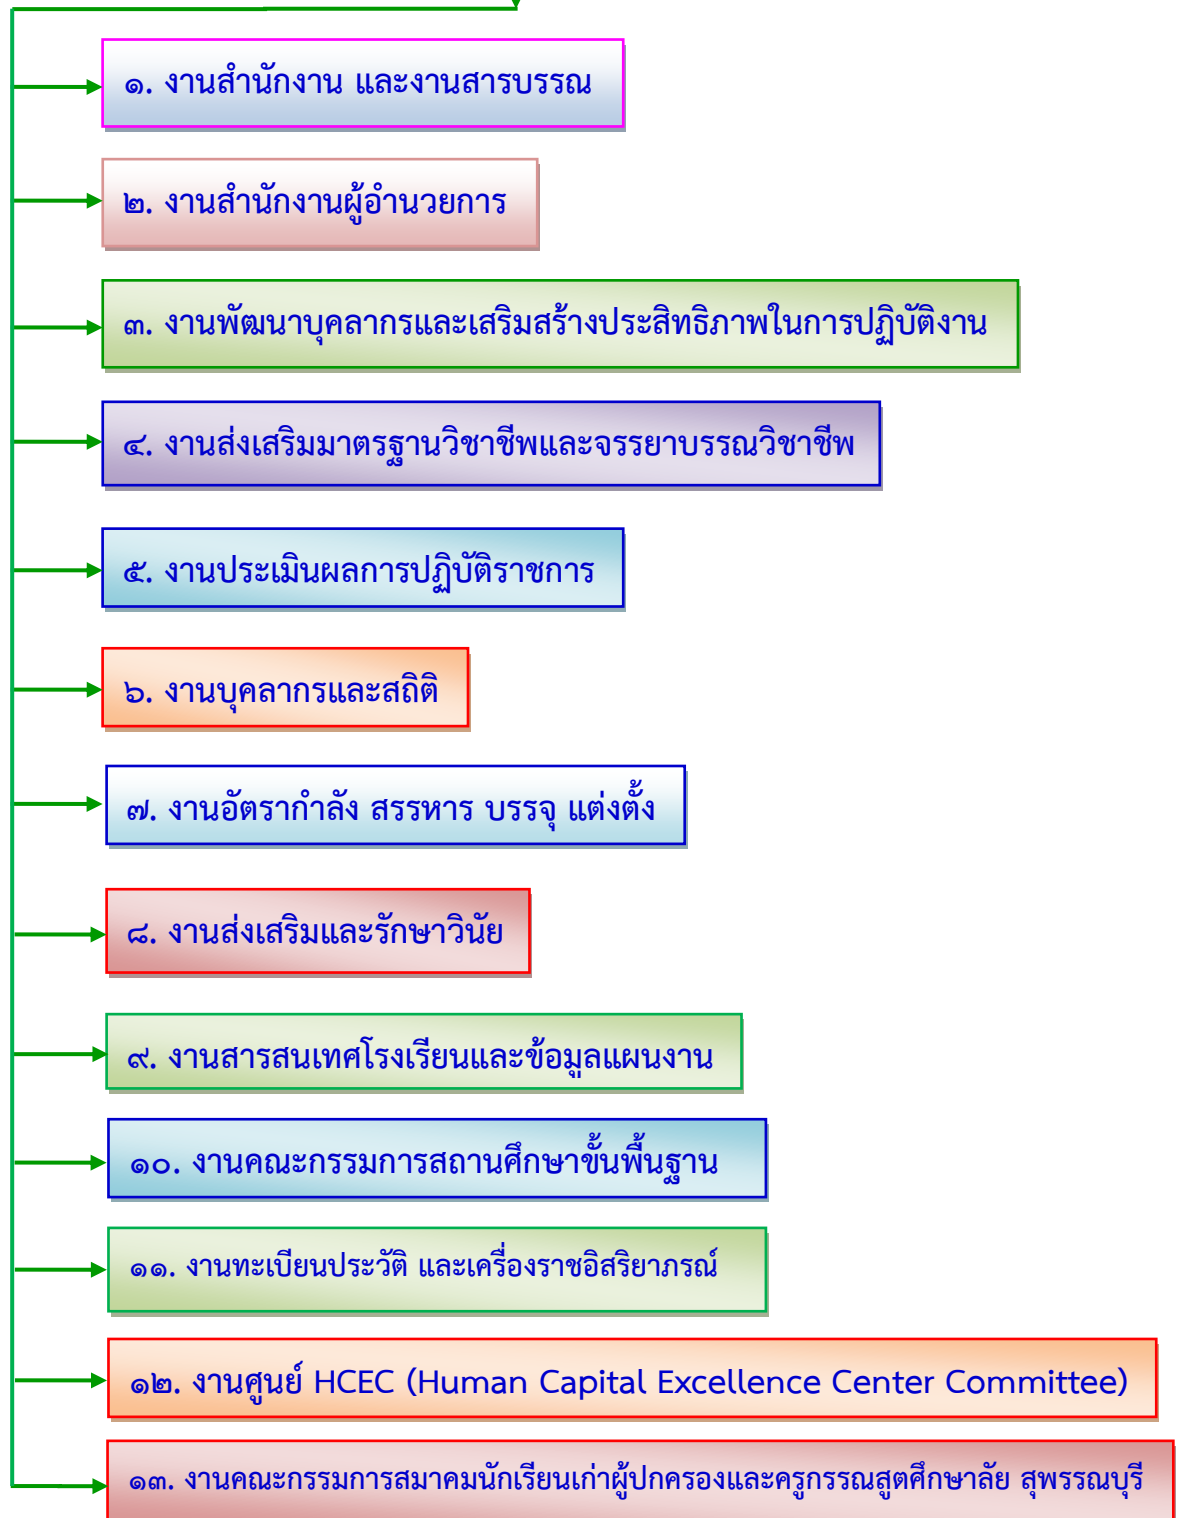 ๑. งานสำนักงาน และงานสารบรรณ
๒. งานสำนักงานผู้อำนวยการ
๓. งานพัฒนาบุคลากรและเสริมสร้างประสิทธิภาพในการปฏิบัติงาน
๔. งานส่งเสริมมาตรฐานวิชาชีพและจรรยาบรรณวิชาชีพ
๕. งานประเมินผลการปฏิบัติราชการ
๖. งานบุคลากรและสถิติ
๗. งานอัตรากำลัง สรรหาร บรรจุ แต่งตั้ง
๘. งานส่งเสริมและรักษาวินัย
๙. งานสารสนเทศโรงเรียนและข้อมูลแผนงาน
๑๐. งานคณะกรรมการสถานศึกษาขั้นพื้นฐาน
๑๑. งานทะเบียนประวัติ และเครื่องราชอิสริยาภรณ์
๑๒. งานศูนย์ HCEC (Human Capital Excellence Center Committee)
๑๓. งานคณะกรรมการสมาคมนักเรียนเก่าผู้ปกครองและครูกรรณสูตศึกษาลัย สุพรรณบุรี